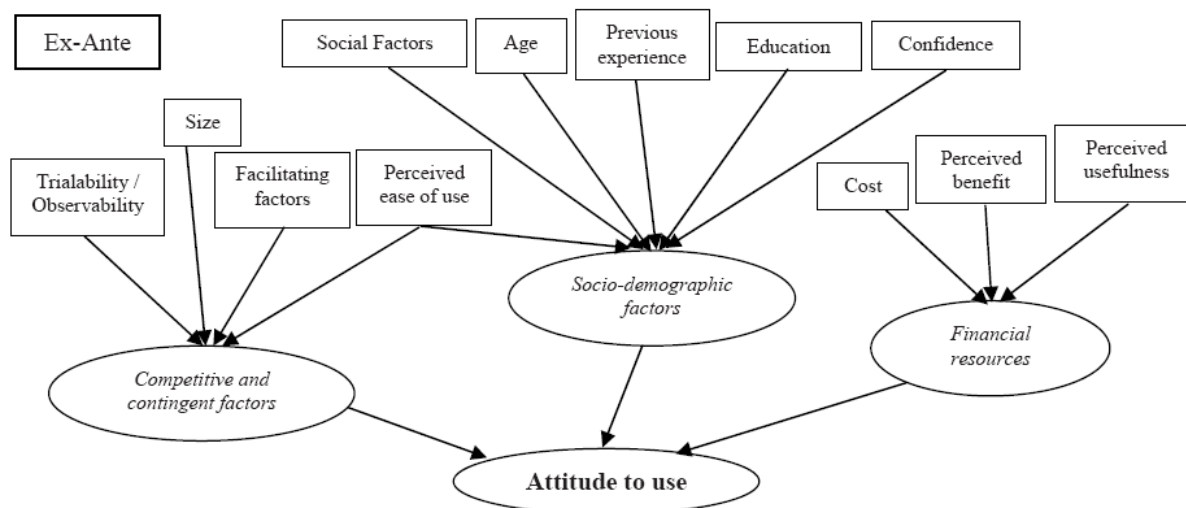 Ex-Ante
Social Factors
Age
Previous
experience
Education
Confidence
Size
Trialability /
Observability
Facilitating
factors
Perceived
ease of use
Cost
Perceived
benefit
Perceived
usefulness
Socio-demographic
factors
Financial
resources
Competitive and
contingent factors
Attitude to use